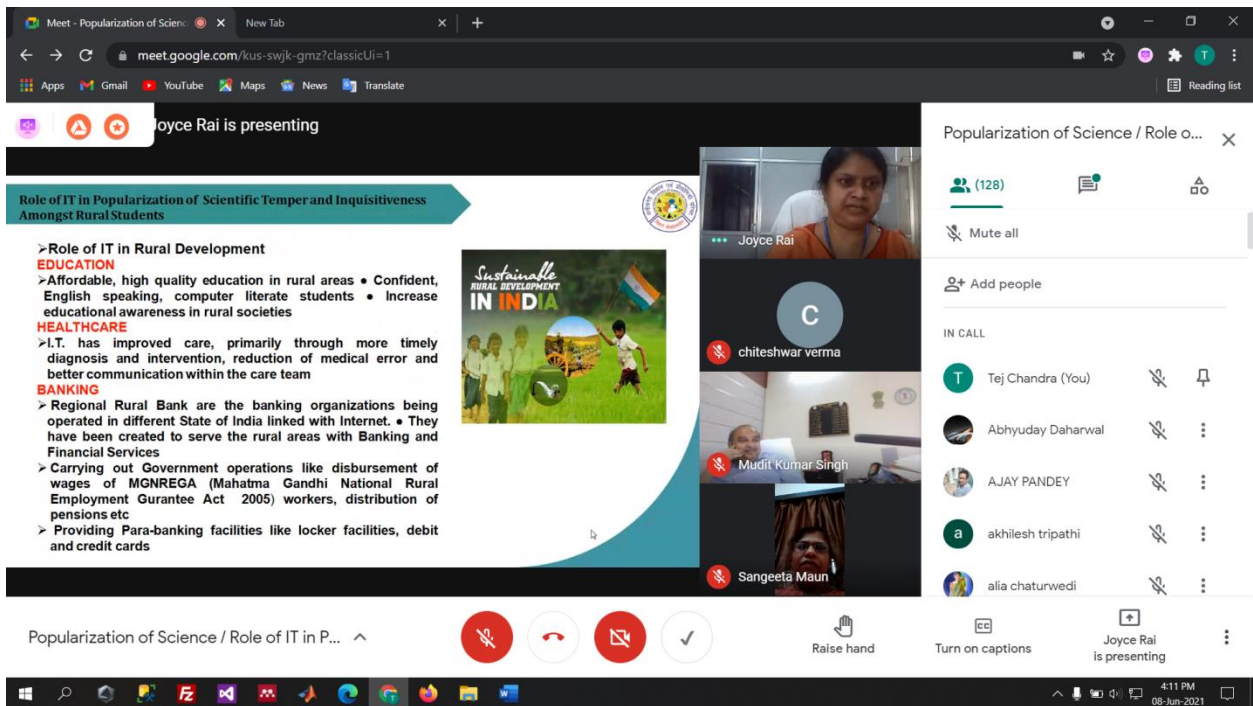 Meet - Popularization of Scienc
New Tab
meet.google.com/kus-swjk-gmz?classicUi=1
Apps
Gmail
YouTube
Maps
News
Translate
Reading list
Joyce Rai is presenting
Role of IT in Popularization of Scientific Temper and Inquisitiveness
Amongst Rural Students
➢Role of IT in Rural Development
EDUCATION
➢Affordable, high quality education in rural areas ● Confident,
English speaking, computer literate students ● Increase
educational awareness in rural societies
HEALTHCARE
➢I.T. has improved care, primarily through more timely
diagnosis and intervention, reduction of medical error and
better communication within the care team
BANKING
➢ Regional Rural Bank are the banking organizations being
operated in different State of India linked with Internet. ● They
have been created to serve the rural areas with Banking and
Financial Services
➢ Carrying out Government operations like disbursement of
wages of MGNREGA (Mahatma Gandhi National Rural
Employment Gurantee Act 2005) workers, distribution of
pensions etc
➢ Providing Para-banking facilities like locker facilities, debit
and credit cards
Sustainable
RURAL DEVELOPMENT
IN INDIA
Joyce Rai
C
chiteshwar verma
Mudit Kumar Singh
Sangeeta Maun
Popularization of Science / Role o...
(128)
Mute all
Add people
IN CALL
T
Tej Chandra (You)
Abhyuday Daharwal
AJAY PANDEY
a
akhilesh tripathi
alia chaturwedi
Popularization of Science / Role of IT in P...
Raise hand
Turn on captions
Joyce Rai
is presenting
4:11 PM
08-Jun-2021